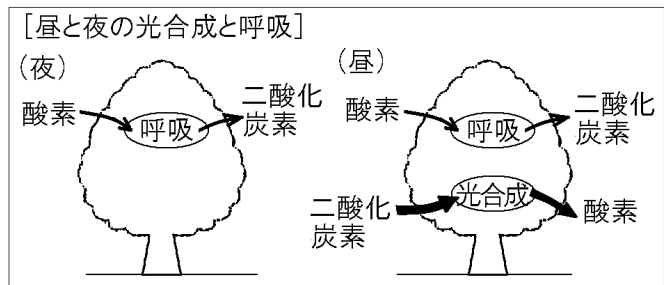 [昼と夜の光合成と呼吸]
(夜)
酸素
呼吸
二酸化
炭素
(昼)
酸素
呼吸
二酸化
炭素
二酸化
炭素
光合成
酸素